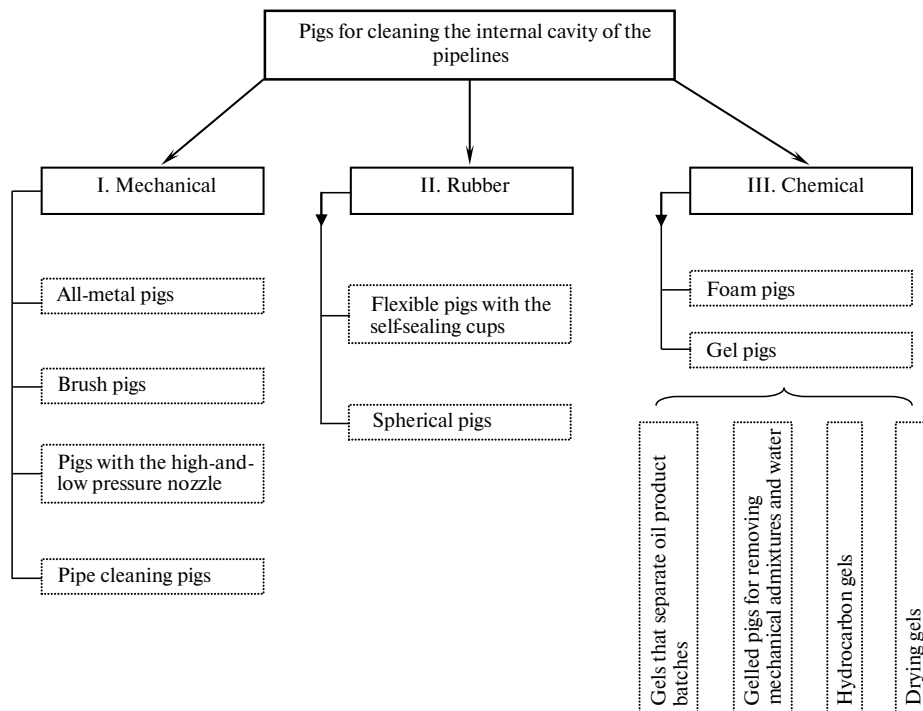 Pigs for cleaning the internal cavity of the
pipelines
I. Mechanical
II. Rubber
III. Chemical
All-metal pigs
Brush pigs
Pigs with the high-and-
low pressure nozzle
Pipe cleaning pigs
Flexible pigs with the
self-sealing cups
Spherical pigs
Foam pigs
Gel pigs
Gels that separate oil product
batches
Gelled pigs for removing
mechanical admixtures and water
Hydrocarbon gels
Drying gels